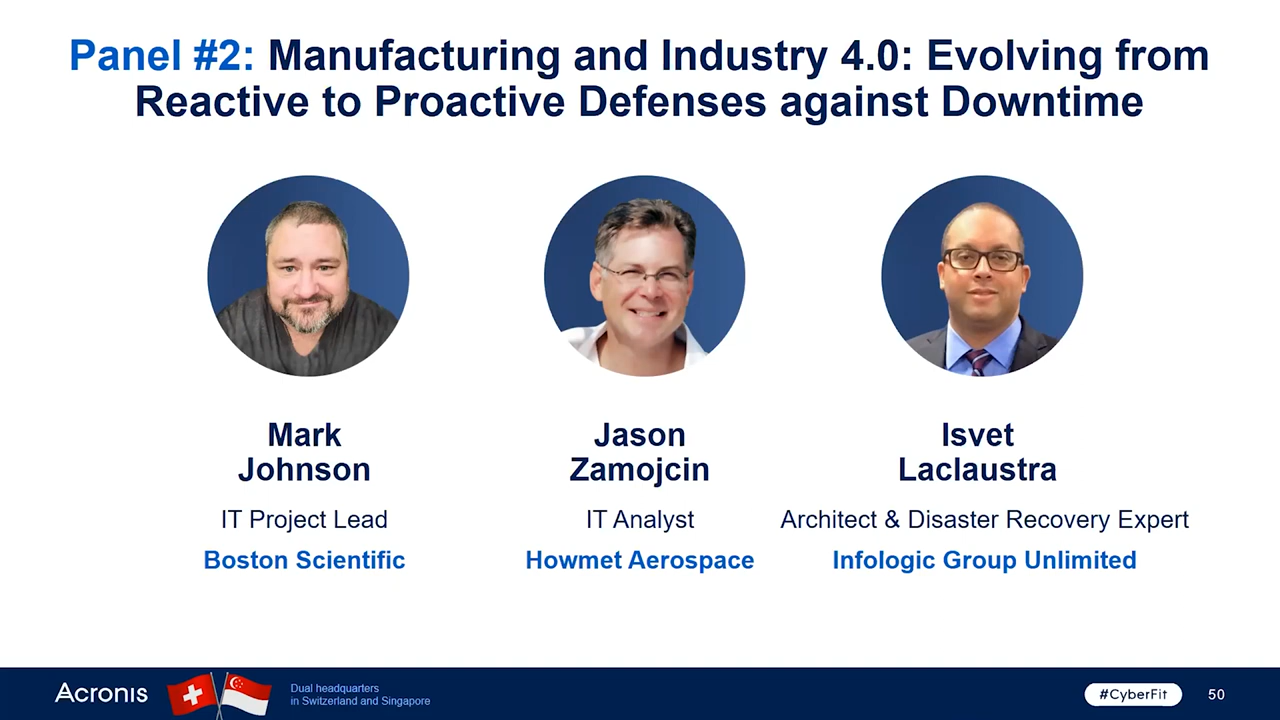 Panel #2: Manufacturing and Industry 4.0: Evolving from
Reactive to Proactive Defenses against Downtime
Mark
Johnson
IT Project Lead
Boston Scientific
Jason
Zamojcin
IT Analyst
Howmet Aerospace
Isvet
Laclaustra
Architect & Disaster Recovery Expert
Infologic Group Unlimited
Acronis
Dual headquarters
in Switzerland and Singapore
#CyberFit
50